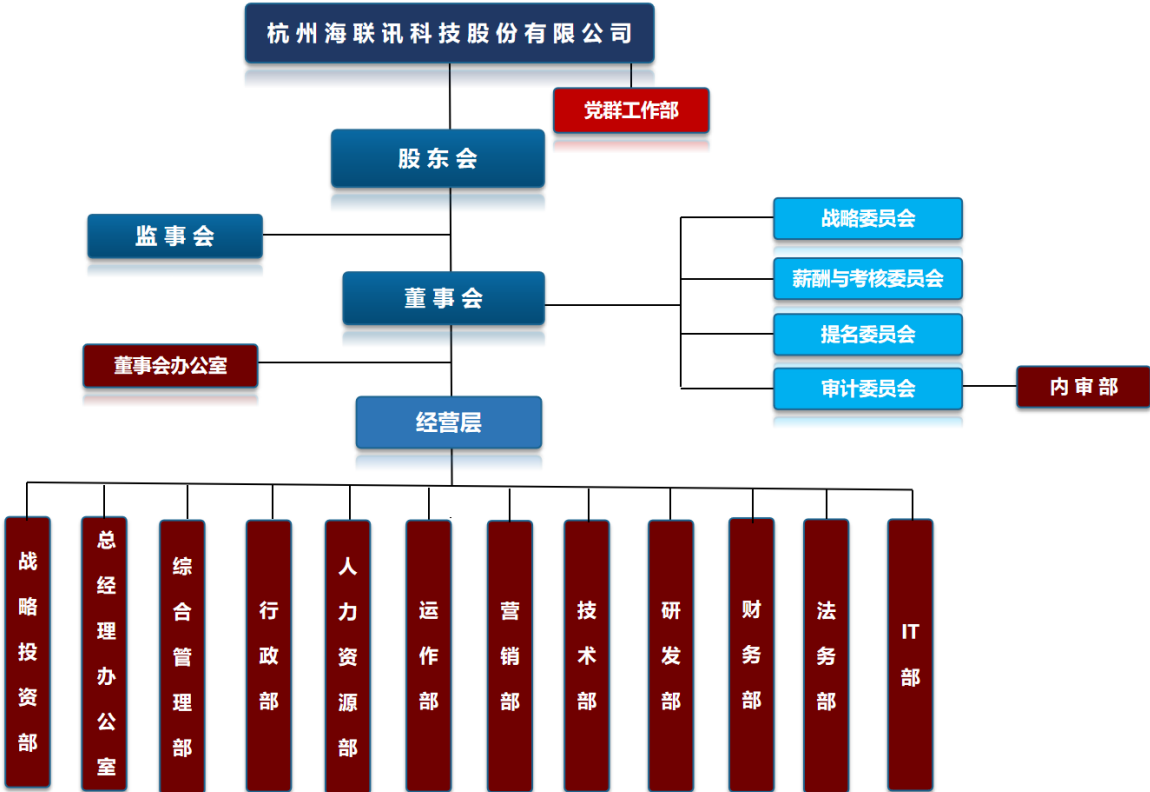 杭州海联讯科技股份有限公司
党群工作部
股东会
监事会
战略委员会
薪酬与考核委员会
董事会
提名委员会
董事会办公室
审计委员会
内审部
经营层
战略投资部
总经理办公室
综合管理部
行政部
人力资源部
运作部
营销部
技术部
研发部
财务部
法务部
IT部